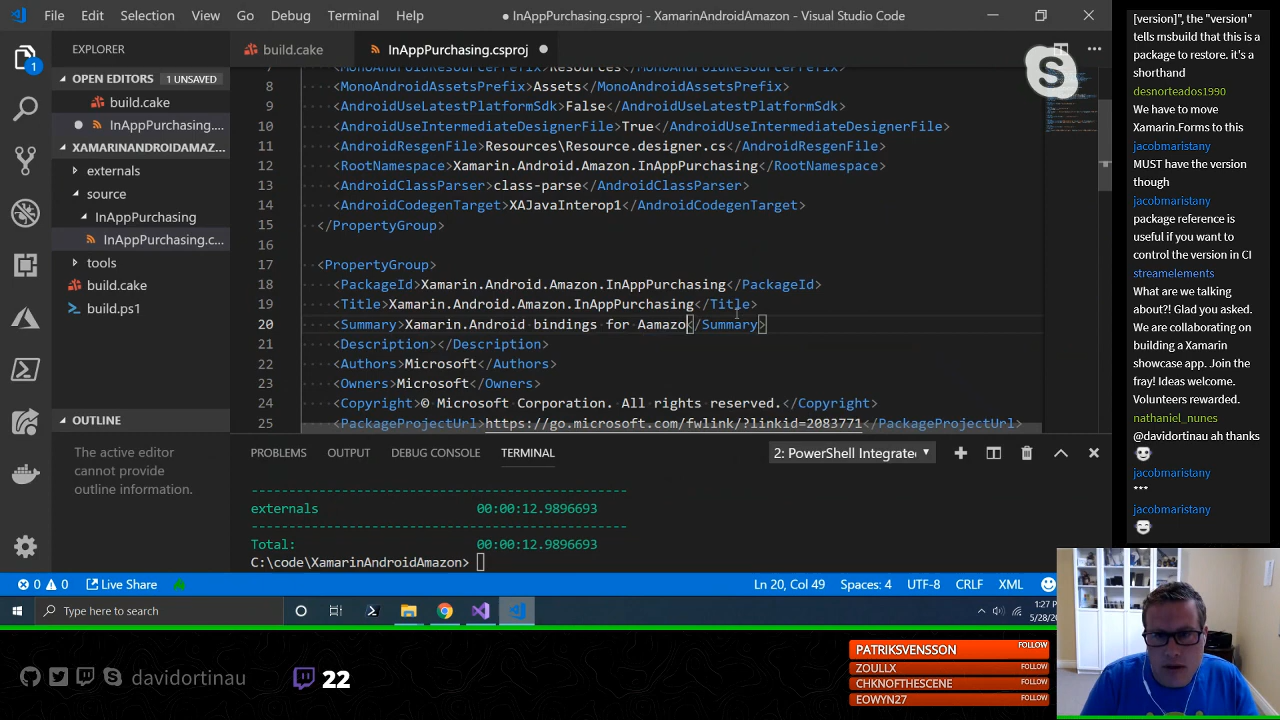 File Edit Selection View Go Debug Terminal Help
● InAppPurchasing.csproj - XamarinAndroidAmazon - Visual Studio Code
EXPLORER
OPEN EDITORS 1 UNSAVED
build.cake
InAppPurchasing....
XAMARINANDROIDAMAZ...
externals
source
InAppPurchasing
InAppPurchasing.c...
tools
build.cake
build.ps1
OUTLINE
The active editor
cannot provide
outline information.
1
build.cake
InAppPurchasing.csproj
8 <MonoAndroidAssetsPrefix>Assets</MonoAndroidAssetsPrefix>
9 <AndroidUseLatestPlatformSdk>False</AndroidUseLatestPlatformSdk>
10 <AndroidUseIntermediateDesignerFile>True</AndroidUseIntermediateDesignerFile>
11 <AndroidResgenFile>Resources\Resource.designer.cs</AndroidResgenFile>
12 <RootNamespace>Xamarin.Android.Amazon.InAppPurchasing</RootNamespace>
13 <AndroidClassParser>class-parse</AndroidClassParser>
14 <AndroidCodegenTarget>XAJavaInterop1</AndroidCodegenTarget>
15 </PropertyGroup>
16
17 <PropertyGroup>
18 <PackageId>Xamarin.Android.Amazon.InAppPurchasing</PackageId>
19 <Title>Xamarin.Android.Amazon.InAppPurchasing</Title>
20 <Summary>Xamarin.Android bindings for Aamazo</Summary>
21 <Description></Description>
22 <Authors>Microsoft</Authors>
23 <Owners>Microsoft</Owners>
24 <Copyright>© Microsoft Corporation. All rights reserved.</Copyright>
25 <PackageProjectUrl>https://go.microsoft.com/fwlink/?linkid=2083771</PackageProjectUrl>
PROBLEMS OUTPUT DEBUG CONSOLE TERMINAL
2: PowerShell Integrate
--------------------------------------------------
externals 00:00:12.9896693
--------------------------------------------------
Total: 00:00:12.9896693
C:\code\XamarinAndroidAmazon>
0 0 Live Share
Ln 20, Col 49 Spaces: 4 UTF-8 CRLF XML
Type here to search
1:27 P
5/28/20
[version]", the "version"
tells msbuild that this is a
package to restore. it's a
shorthand
desnorteados1990
We have to move
Xamarin.Forms to it
jacobmaristany
MUST have the version
though
jacobmaristany
package reference is
useful if you want to
control the version in CI
streamelements
What are we talking
about?! Glad you asked.
We are collaborating on
building a Xamarin
showcase app. Join the
fray! Ideas welcome.
Volunteers rewarded.
nathaniel_nunes
@davidortinau ah thanks
jacobmaristany
***
jacobmaristany
davidortinau
22
PATRIKSVENSSON FOLLOW
ZOULLX FOLLOW
CHKNOFTHESCENE FOLLOW
EOWYN27 FOLLOW